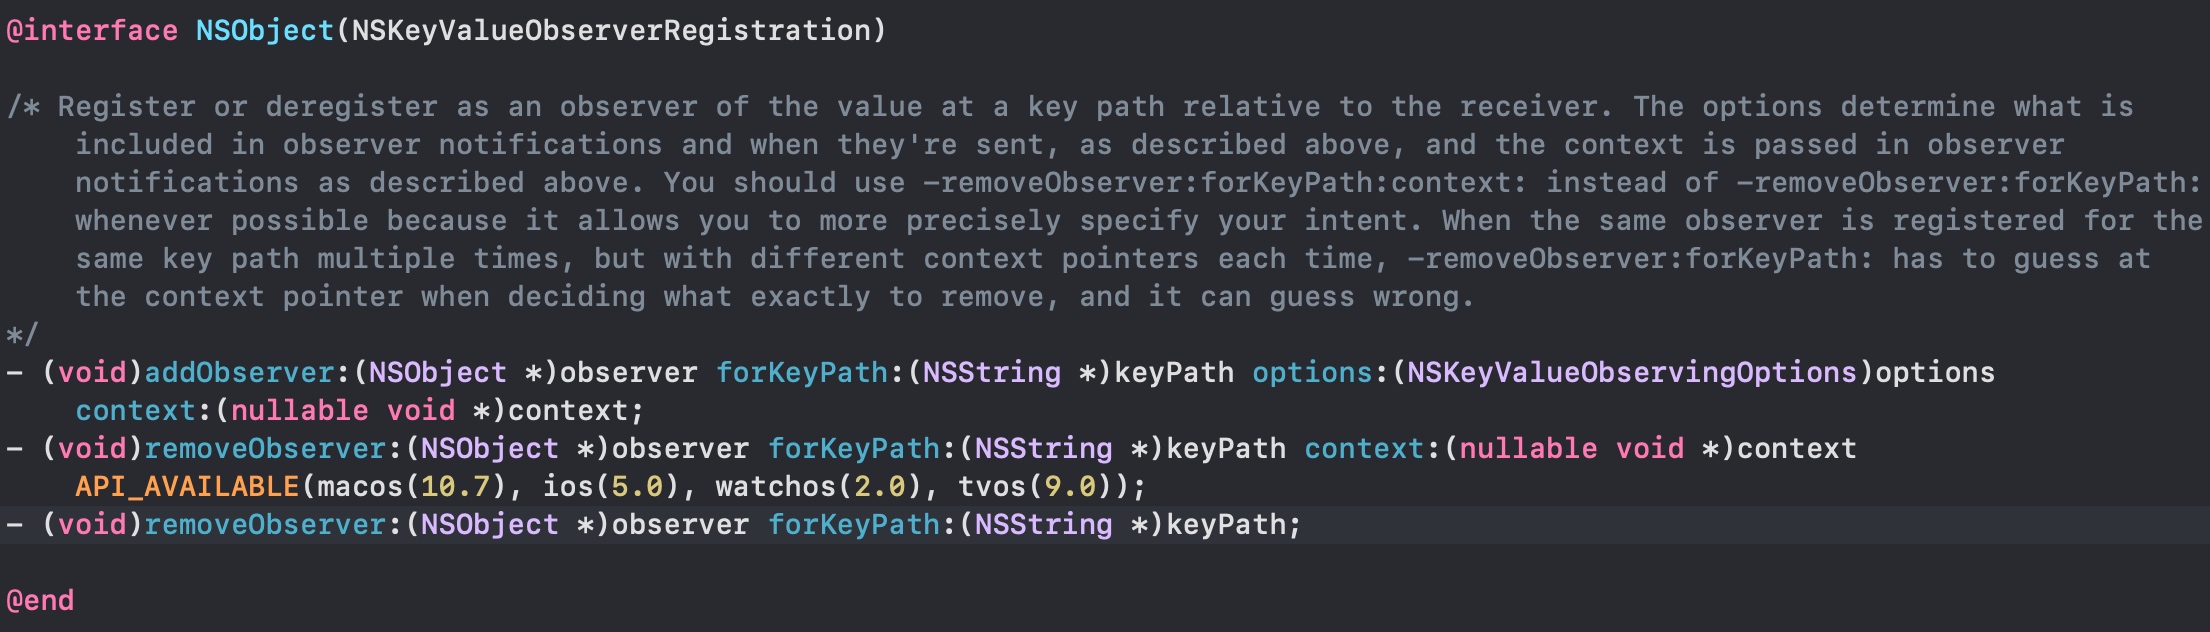 @interface NSObject(NSKeyValueObserverRegistration)
/* Register or deregister as an observer of the value at a key path relative to the receiver. The options determine what is
included in observer notifications and when they're sent, as described above, and the context is passed in observer
notifications as described above. You should use -removeObserver:forKeyPath:context: instead of -removeObserver:forKeyPath:
whenever possible because it allows you to more precisely specify your intent. When the same observer is registered for the
same key path multiple times, but with different context pointers each time, -removeObserver:forKeyPath: has to guess at
the context pointer when deciding what exactly to remove, and it can guess wrong.
*/
- (void)addObserver:(NSObject *)observer forKeyPath:(NSString *)keyPath options:(NSKeyValueObservingOptions)options
context:(nullable void *)context;
- (void)removeObserver:(NSObject *)observer forKeyPath:(NSString *)keyPath context:(nullable void *)context
API_AVAILABLE(macos(10.7), ios(5.0), watchos(2.0), tvos(9.0));
- (void)removeObserver:(NSObject *)observer forKeyPath:(NSString *)keyPath;
@end